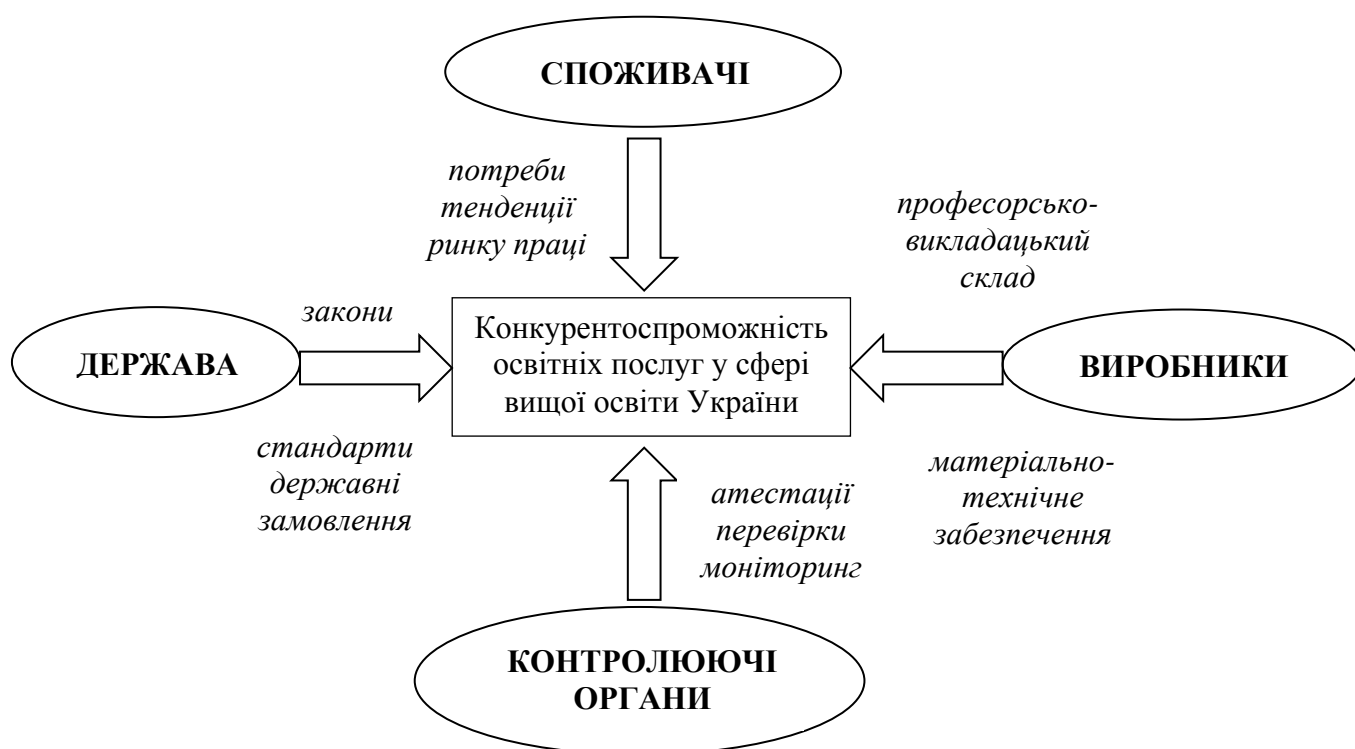 СПОЖИВАЧІ
потреби
тенденції
ринку праці
професорсько-
викладацький
склад
закони
ДЕРЖАВА
Конкурентоспроможність
освітніх послуг у сфері
вищої освіти України
ВИРОБНИКИ
стандарти
державні
замовлення
атестації
перевірки
моніторинг
матеріально-
технічне
забезпечення
КОНТРОЛЮЮЧІ
ОРГАНИ